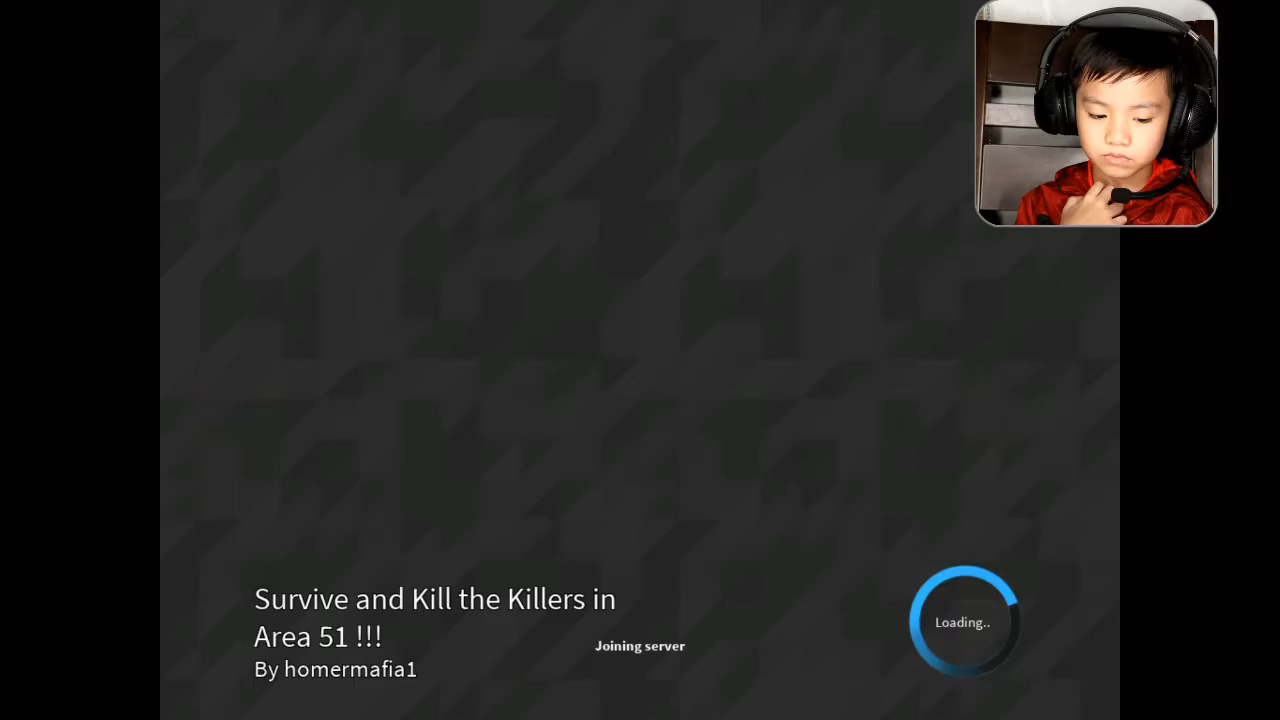 Survive and Kill the Killers in
Area 51 !!!
By homermafia1
Joining server
Loading..